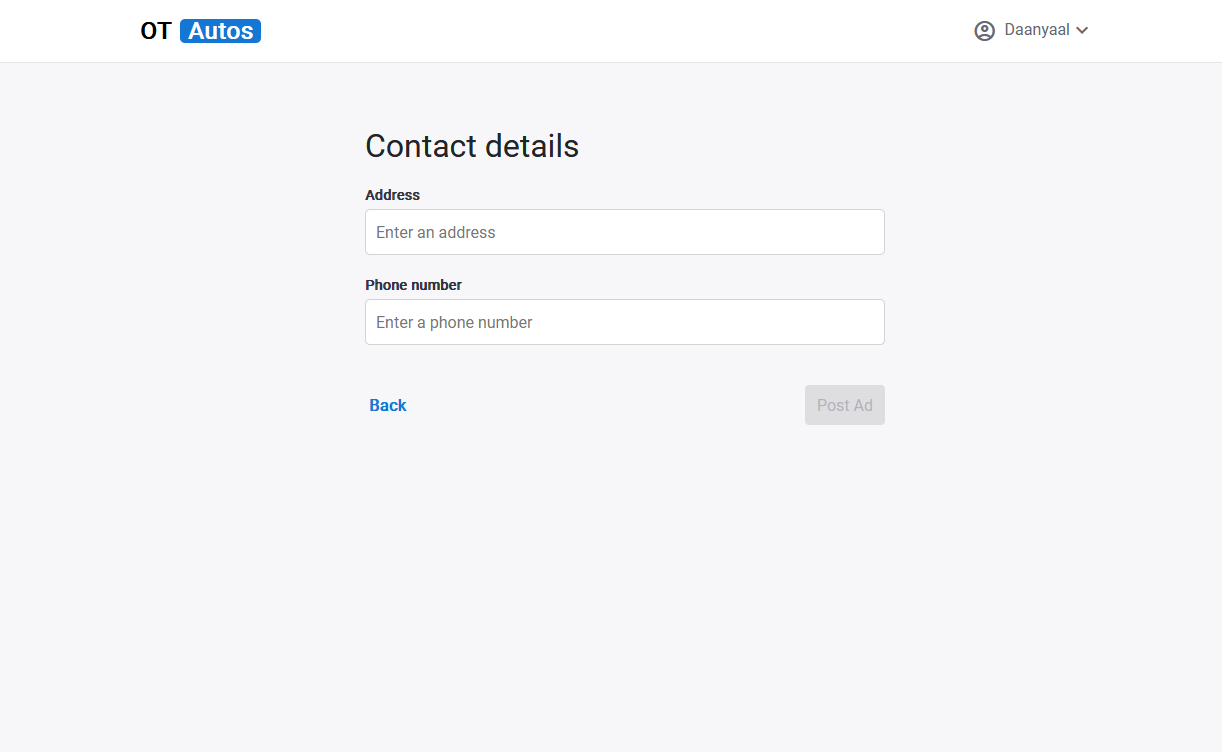 OT Autos
Daanyaal
Contact details
Address
Enter an address
Phone number
Enter a phone number
Back
Post Ad